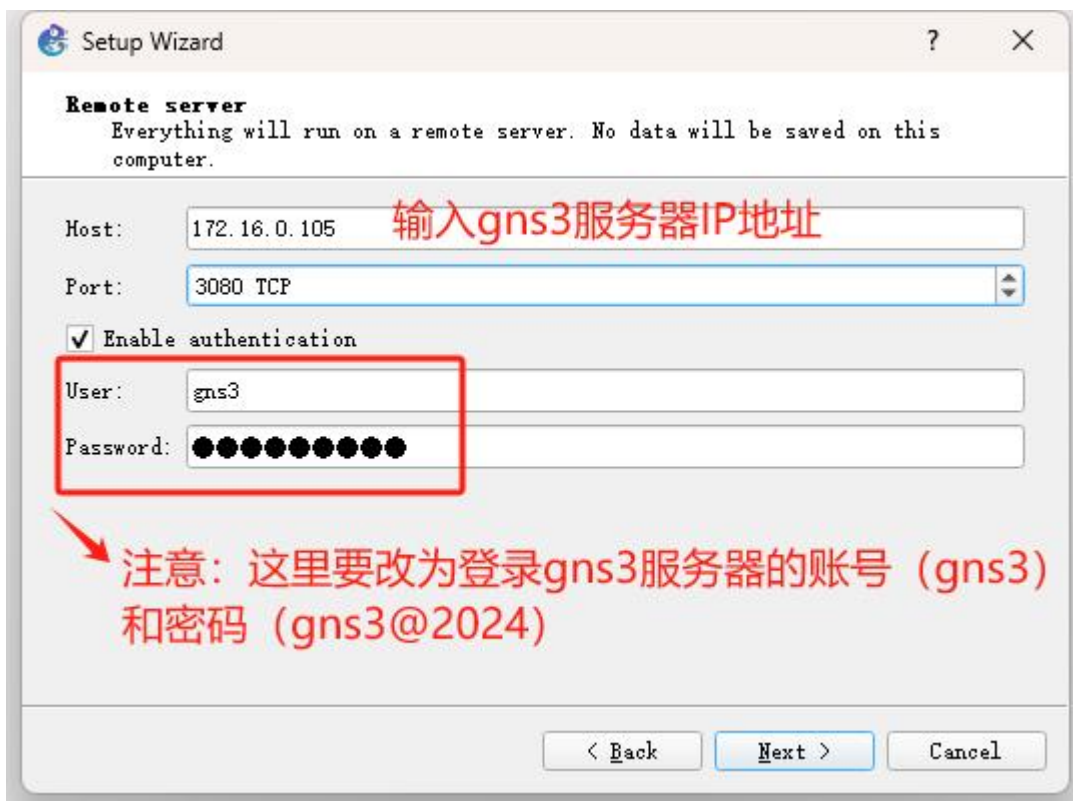 Setup Wizard
Remote server
Everything will run on a remote server. No data will be saved on this
computer.
Host: 172.16.0.105 输入gns3服务器IP地址
Port: 3080 TCP
Enable authentication
User: gns3
Password: ●●●●●●●●●
注意：这里要改为登录gns3服务器的账号（gns3）
和密码（gns3@2024）
< Back Next > Cancel